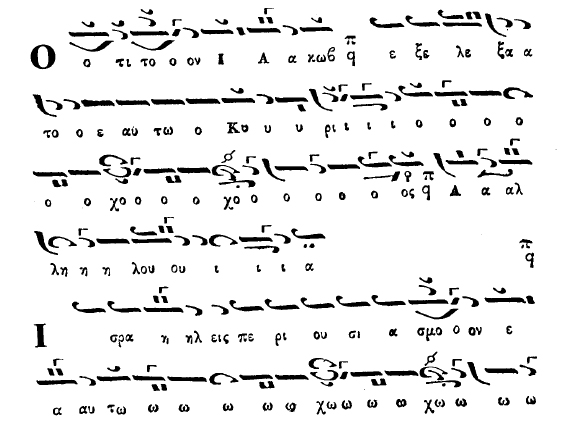 Ο ο τι το ο ον Ι Α α κωβ π q ε ξε λε ξα α
το ο ε αυ τω ο Κυ υ υ ρι ι ι ι ο ο ο ο
ο ο χο ο ο ο χο ο ο ο ο ο ος q π Α α αλ
λη η η λου ου ι ι ι α π q
Ι σρα η ηλ εις πε ρι ου σι α σμο ο ον ε
α αυ τω ω ω ω ω ω χω ω ω ω χω ω ω ω